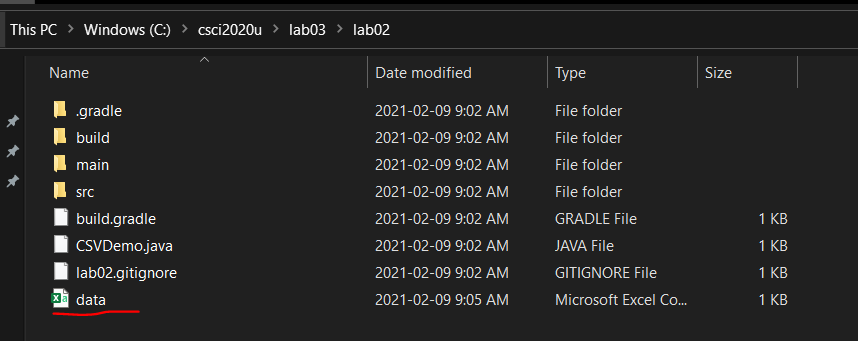 This PC > Windows (C:) > csci2020u > lab03 > lab02
Name Date modified Type Size
.gradle 2021-02-09 9:02 AM File folder
build 2021-02-09 9:02 AM File folder
main 2021-02-09 9:02 AM File folder
src 2021-02-09 9:02 AM File folder
build.gradle 2021-02-09 9:02 AM GRADLE File 1 KB
CSVDemo.java 2021-02-09 9:02 AM JAVA File 1 KB
lab02.gitignore 2021-02-09 9:02 AM GITIGNORE File 1 KB
data 2021-02-09 9:05 AM Microsoft Excel Co... 1 KB